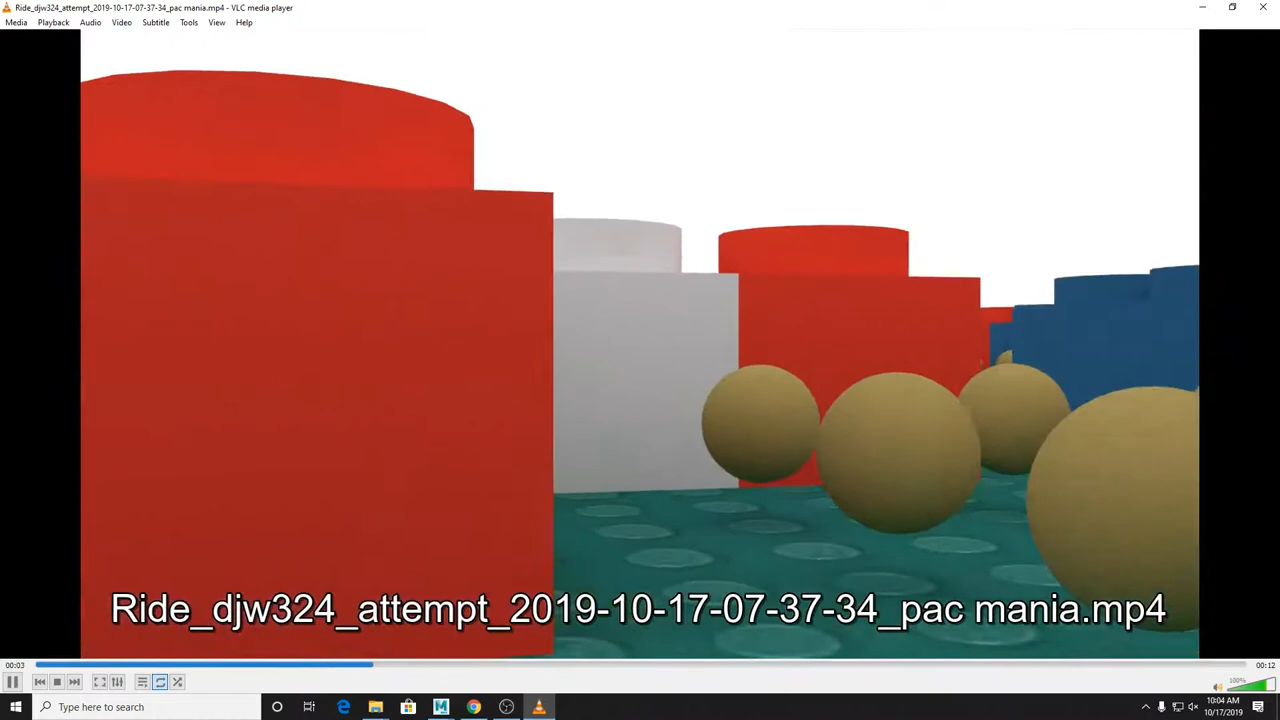 Ride_djw324_attempt_2019-10-17-07-37-34_pac mania.mp4 - VLC media player
Media Playback Audio Video Subtitle Tools View Help
Ride_djw324_attempt_2019-10-17-07-37-34_pac mania.mp4
00:03
00:12
100%
Type here to search
10:04 AM
10/17/2019